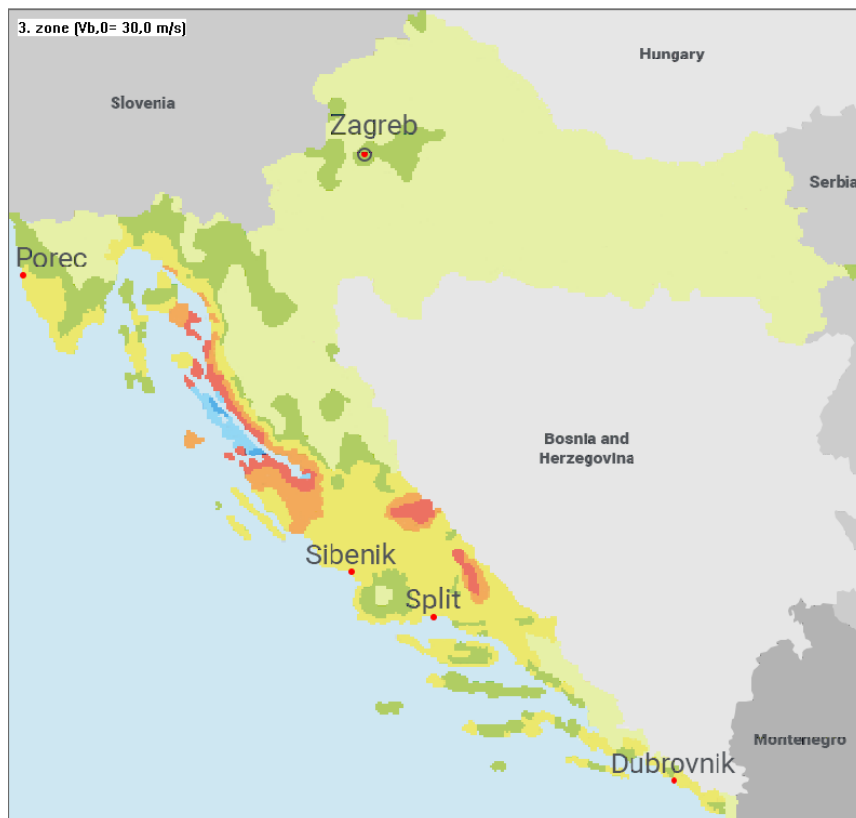 3. zone (Vb,0= 30,0 m/s)
Hungary
Slovenia
Zagreb
Serbia
Porec
Bosnia and
Herzegovina
Sibenik
Split
Montenegro
Dubrovnik